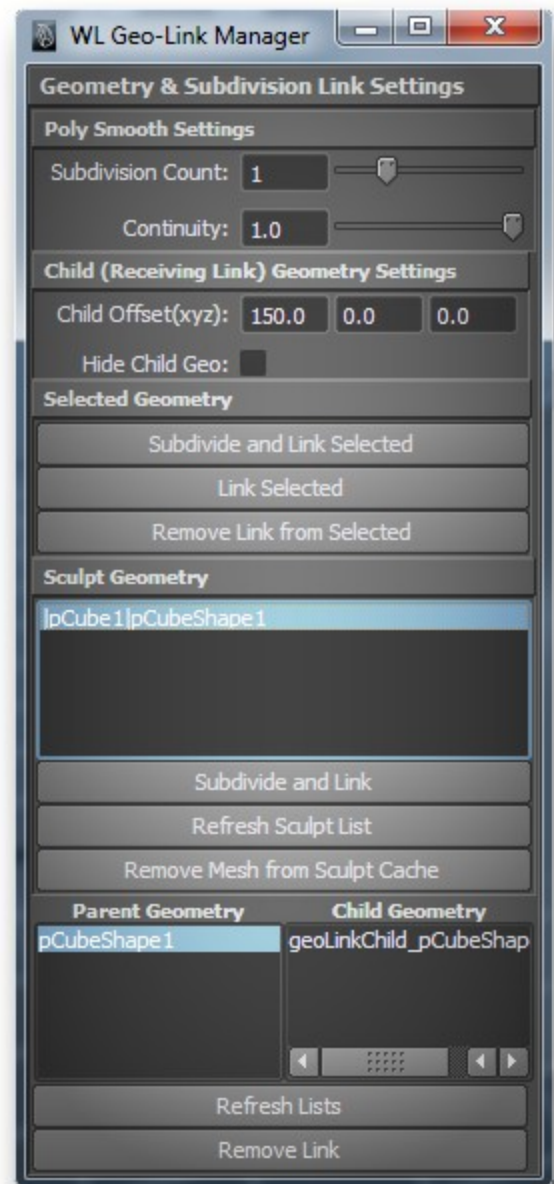 WL Geo-Link Manager
Geometry & Subdivision Link Settings
Poly Smooth Settings
Subdivision Count: 1
Continuity: 1.0
Child (Receiving Link) Geometry Settings
Child Offset(xyz): 150.0 0.0 0.0
Hide Child Geo:
Selected Geometry
Subdivide and Link Selected
Link Selected
Remove Link from Selected
Sculpt Geometry
|pCube1|pCubeShape1
Subdivide and Link
Refresh Sculpt List
Remove Mesh from Sculpt Cache
Parent Geometry Child Geometry
pCubeShape1 geoLinkChild_pCubeShap
Refresh Lists
Remove Link